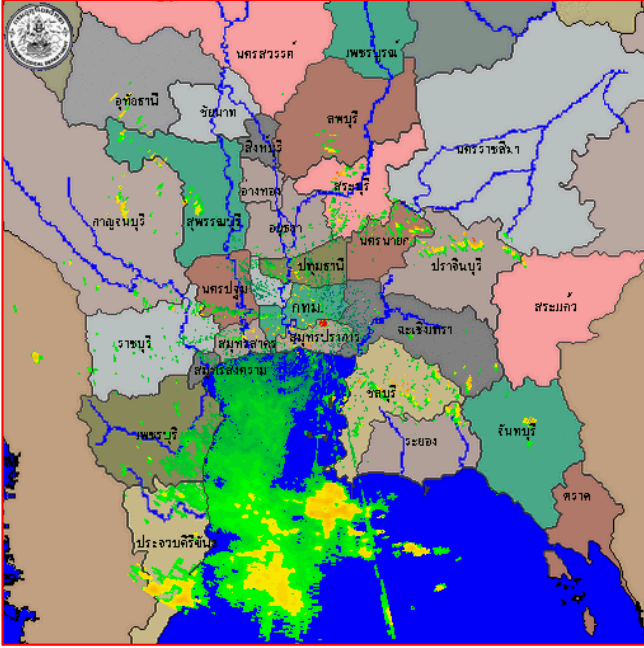 นครสวรรค์
เพชรบูรณ์
อุทัยธานี
ชัยนาท
ลพบุรี
สิงห์บุรี
นครราชสีมา
สระบุรี
อ่างทอง
กาญจนบุรี
สุพรรณบุรี
อยุธยา
นครนายก
ปทุมธานี
ปราจีนบุรี
นครปฐม
กทม.
สระแก้ว
ราชบุรี
สมุทรสาคร
สมุทรปราการ
ฉะเชิงเทรา
สมุทรสงคราม
ชลบุรี
เพชรบุรี
ระยอง
จันทบุรี
ตราด
ประจวบคีรีขันธ์